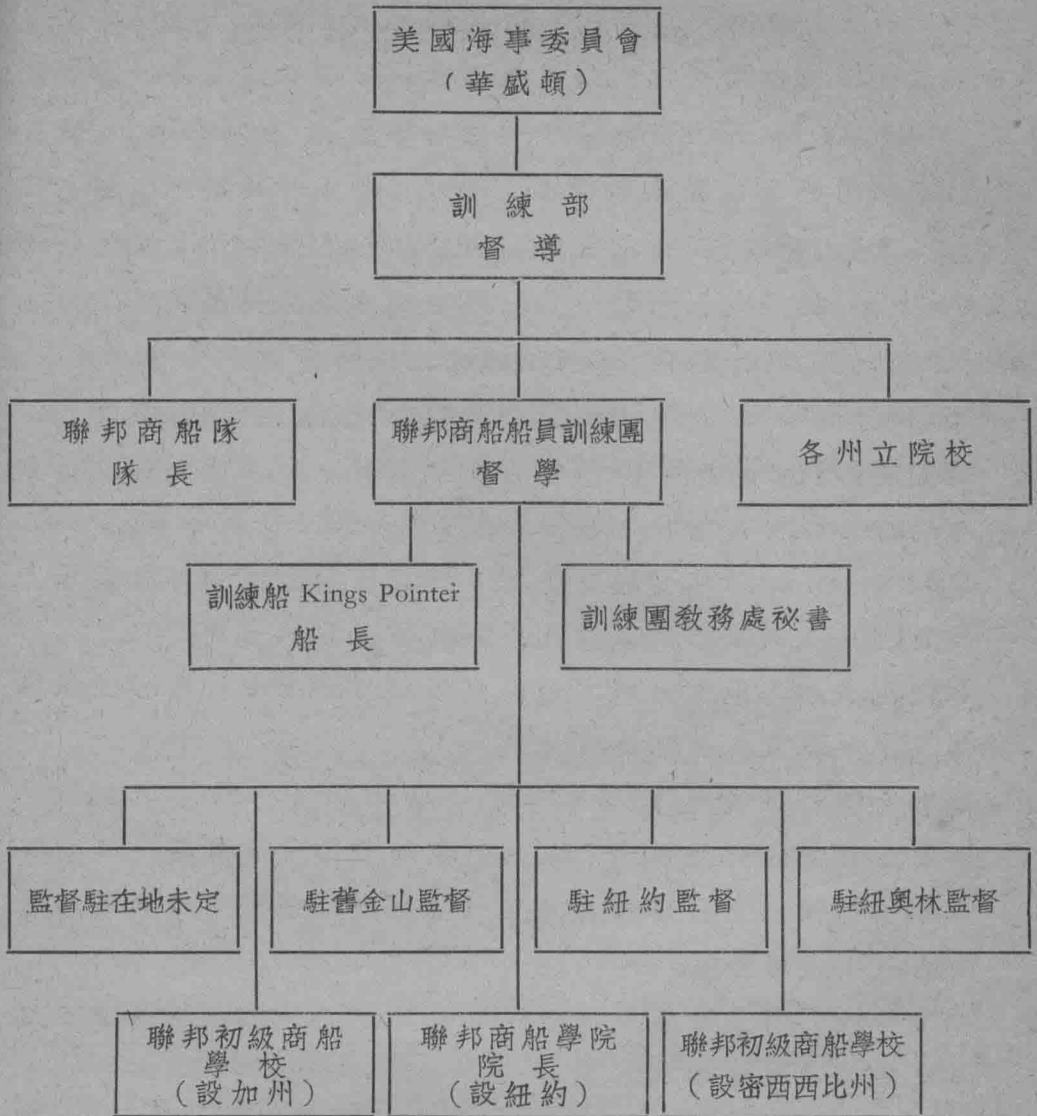 美國海事委員會
（華盛頓）
訓練部
督導
聯邦商船隊
隊長
聯邦商船船員訓練團
督學
各州立院校
訓練船 Kings Pointer
船長
訓練團教務處祕書
監督駐在地未定
駐舊金山監督
駐紐約監督
駐紐奧林監督
聯邦初級商船
學校
（設加州）
聯邦商船學院
院長
（設紐約）
聯邦初級商船學校
（設密西西比州）